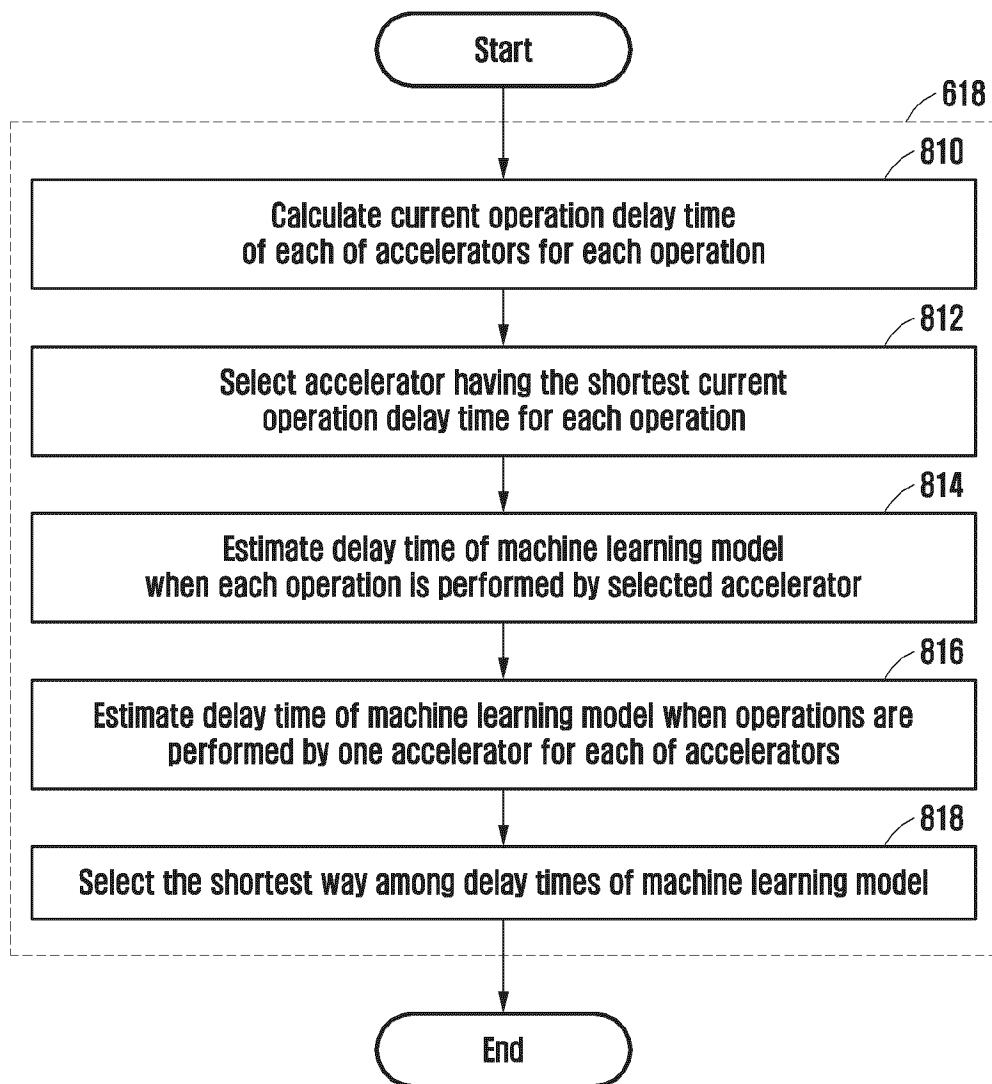 Start
618
810
Calculate current operation delay time
of each of accelerators for each operation
812
Select accelerator having the shortest current
operation delay time for each operation
814
Estimate delay time of machine learning model
when each operation is performed by selected accelerator
816
Estimate delay time of machine learning model when operations are
performed by one accelerator for each of accelerators
818
Select the shortest way among delay times of machine learning model
End